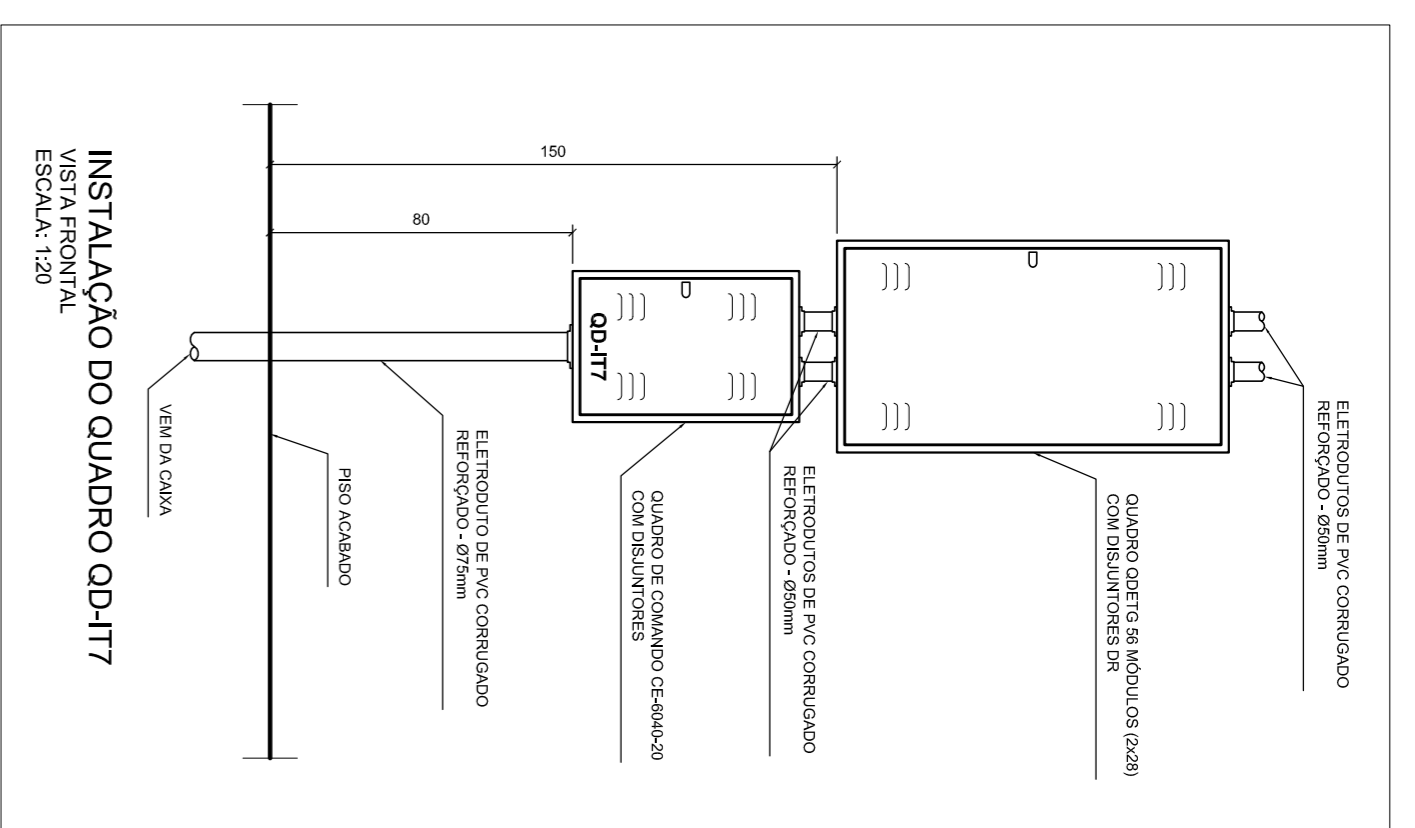 ELETRODUTOS DE PVC CORRUGADO
REFORÇADO - Ø50mm
QUADRO QDETG 56 MÓDULOS (2x28)
COM DISJUNTORES DR
150
ELETRODUTOS DE PVC CORRUGADO
REFORÇADO - Ø50mm
QUADRO DE COMANDO CE-6040-20
COM DISJUNTORES
QD-IT7
80
ELETRODUTO DE PVC CORRUGADO
REFORÇADO - Ø75mm
PISO ACABADO
VEM DA CAIXA
INSTALAÇÃO DO QUADRO QD-IT7
VISTA FRONTAL
ESCALA: 1:20